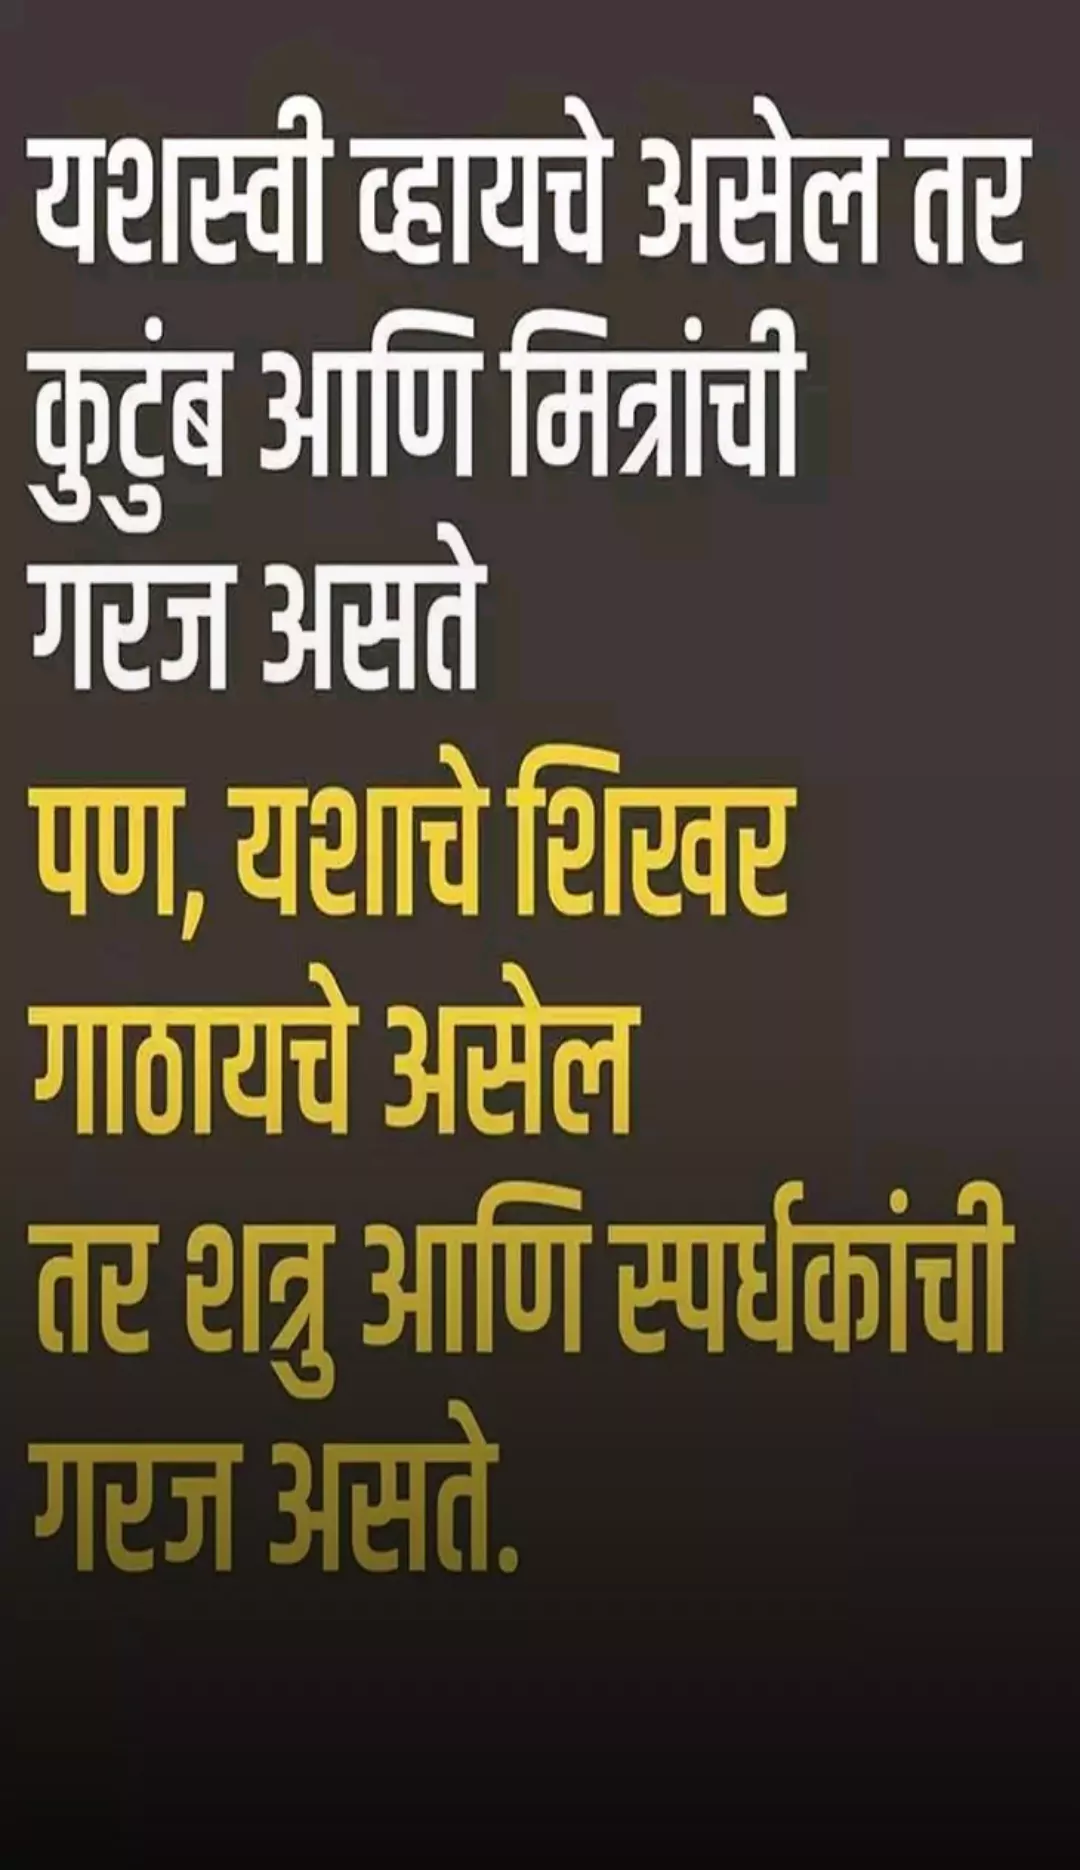 यशस्वी व्हायचे असेल तर
कुटुंब आणि मित्रांची
गरज असते
पण, यशाचे शिखर
गाठायचे असेल
तर शत्रु आणि स्पर्धकांची
गरज असते.